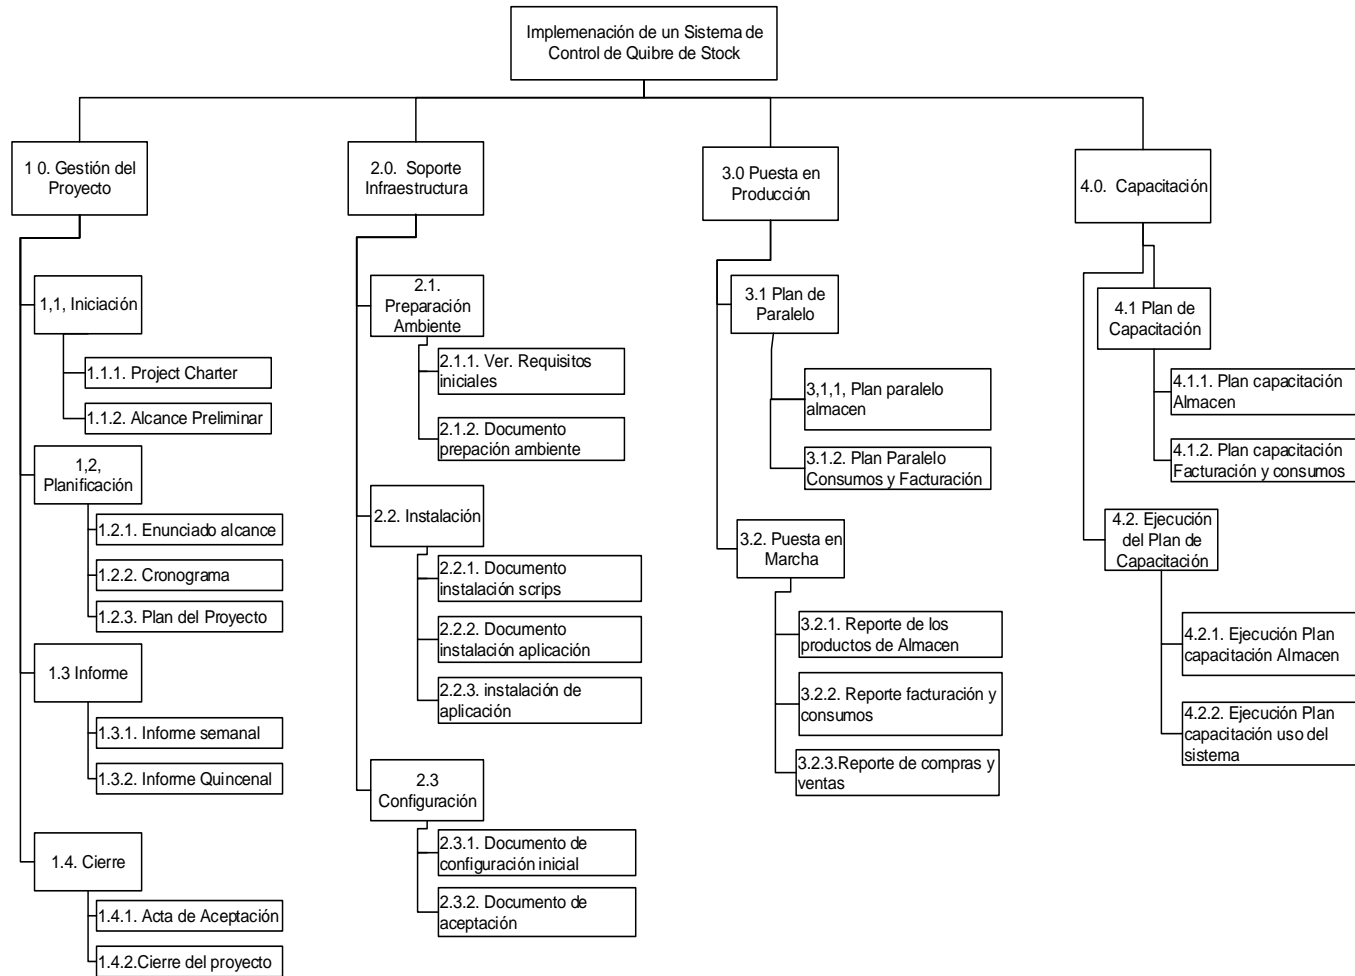 Implemenación de un Sistema de
Control de Quibre de Stock
1 0. Gestión del
Proyecto
1,1, Iniciación
1.1.1. Project Charter
1.1.2. Alcance Preliminar
1,2,
Planificación
1.2.1. Enunciado alcance
1.2.2. Cronograma
1.2.3. Plan del Proyecto
1.3 Informe
1.3.1. Informe semanal
1.3.2. Informe Quincenal
1.4. Cierre
1.4.1. Acta de Aceptación
1.4.2.Cierre del proyecto
2.0. Soporte
Infraestructura
2.1.
Preparación
Ambiente
2.1.1. Ver. Requisitos
iniciales
2.1.2. Documento
prepación ambiente
2.2. Instalación
2.2.1. Documento
instalación scrips
2.2.2. Documento
instalación aplicación
2.2.3. instalación de
aplicación
2.3
Configuración
2.3.1. Documento de
configuración inicial
2.3.2. Documento de
aceptación
3.0 Puesta en
Producción
3.1 Plan de
Paralelo
3,1,1, Plan paralelo
almacen
3.1.2. Plan Paralelo
Consumos y Facturación
3.2. Puesta en
Marcha
3.2.1. Reporte de los
productos de Almacen
3.2.2. Reporte facturación y
consumos
3.2.3.Reporte de compras y
ventas
4.0. Capacitación
4.1 Plan de
Capacitación
4.1.1. Plan capacitación
Almacen
4.1.2. Plan capacitación
Facturación y consumos
4.2. Ejecución
del Plan de
Capacitación
4.2.1. Ejecución Plan
capacitación Almacen
4.2.2. Ejecución Plan
capacitación uso del
sistema